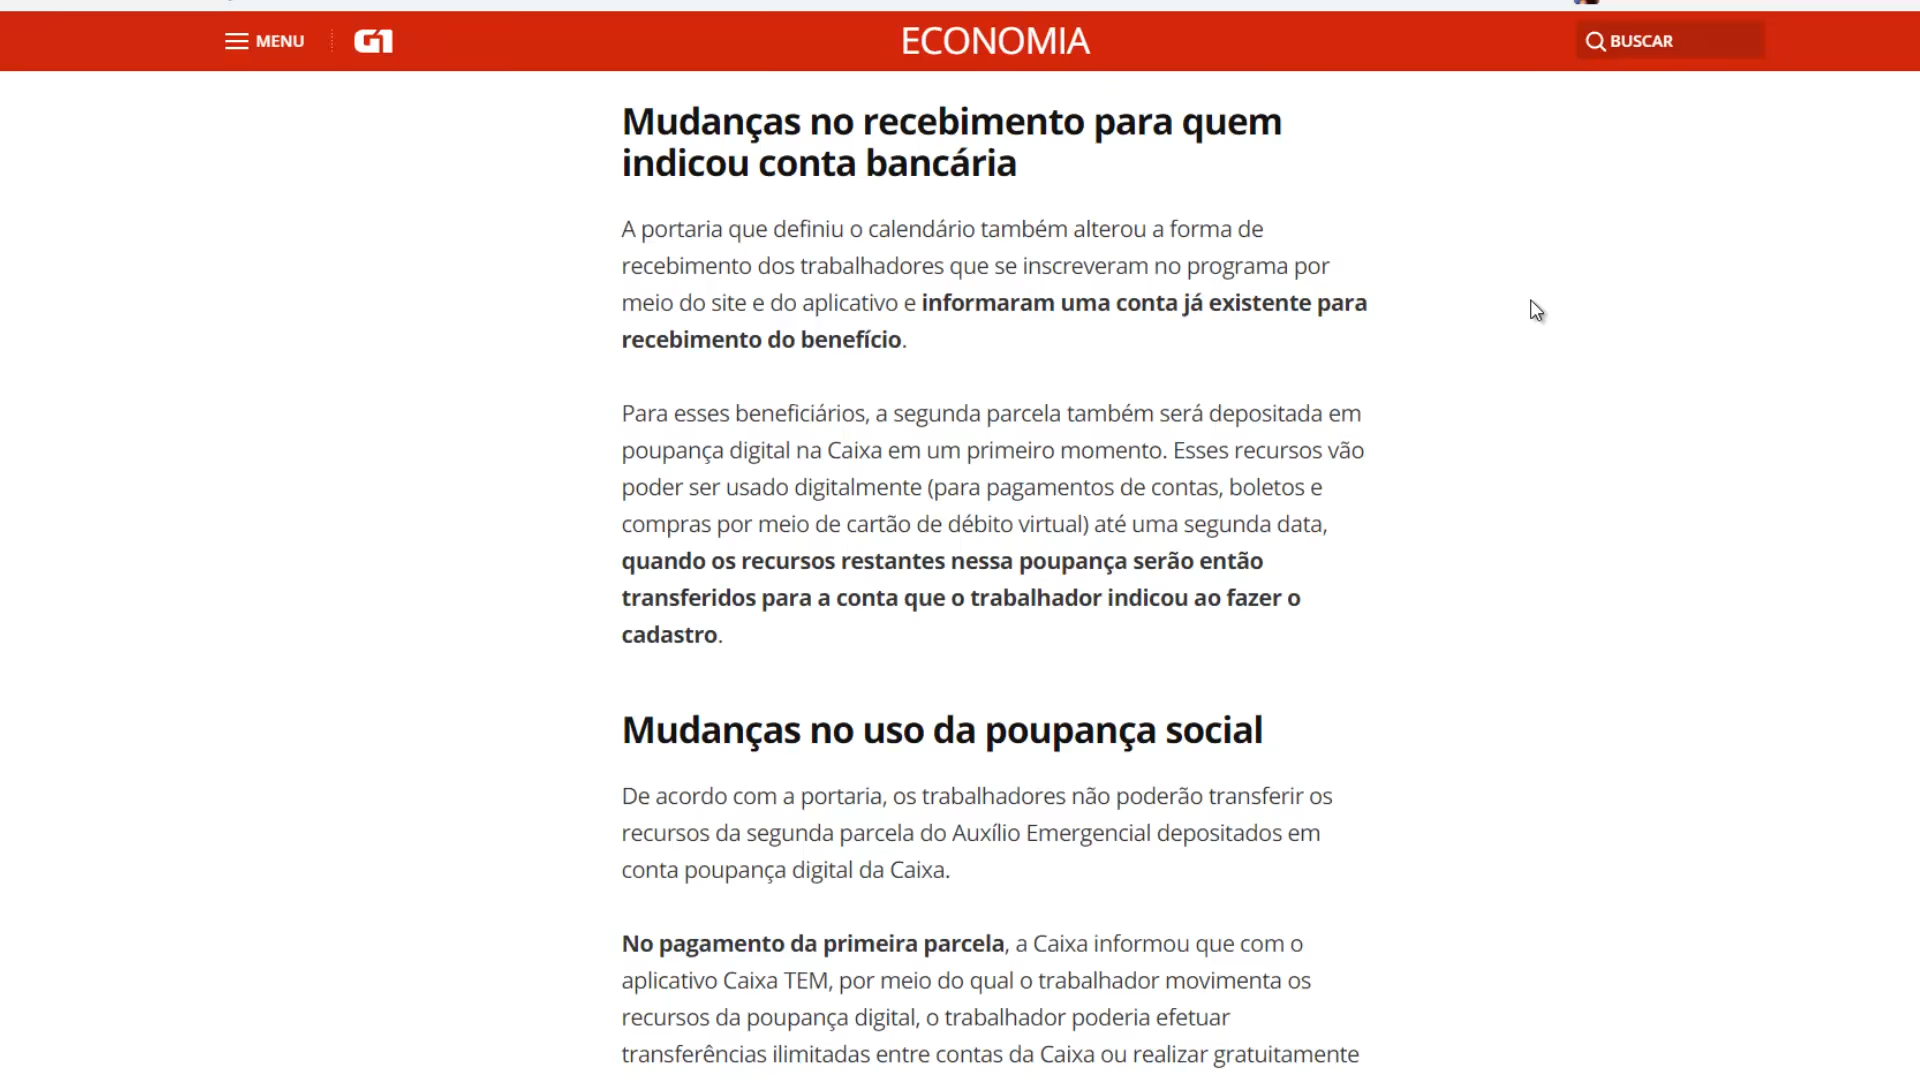 MENU
G1
ECONOMIA
BUSCAR
Mudanças no recebimento para quem
indicou conta bancária
A portaria que definiu o calendário também alterou a forma de
recebimento dos trabalhadores que se inscreveram no programa por
meio do site e do aplicativo e informaram uma conta já existente para
recebimento do benefício.
Para esses beneficiários, a segunda parcela também será depositada em
poupança digital na Caixa em um primeiro momento. Esses recursos vão
poder ser usado digitalmente (para pagamentos de contas, boletos e
compras por meio de cartão de débito virtual) até uma segunda data,
quando os recursos restantes nessa poupança serão então
transferidos para a conta que o trabalhador indicou ao fazer o
cadastro.
Mudanças no uso da poupança social
De acordo com a portaria, os trabalhadores não poderão transferir os
recursos da segunda parcela do Auxílio Emergencial depositados em
conta poupança digital da Caixa.
No pagamento da primeira parcela, a Caixa informou que com o
aplicativo Caixa TEM, por meio do qual o trabalhador movimenta os
recursos da poupança digital, o trabalhador poderia efetuar
transferências ilimitadas entre contas da Caixa ou realizar gratuitamente